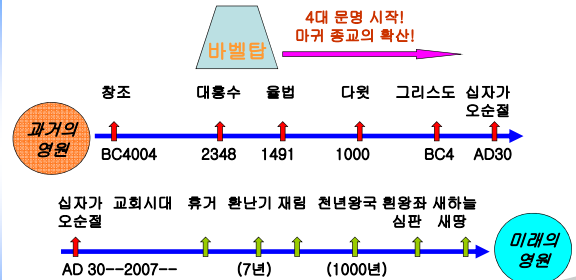 4대 문명 시작!
마귀 종교의 확산!
바벨탑
창조 대홍수 율법 다윗 그리스도 십자가
오순절
과거의
영원
BC4004 2348 1491 1000 BC4 AD30
십자가 교회시대 휴거 환난기 재림 천년왕국 흰왕좌 새하늘
오순절 심판 새땅
미래의
영원
AD 30--2007-- (7년) (1000년)